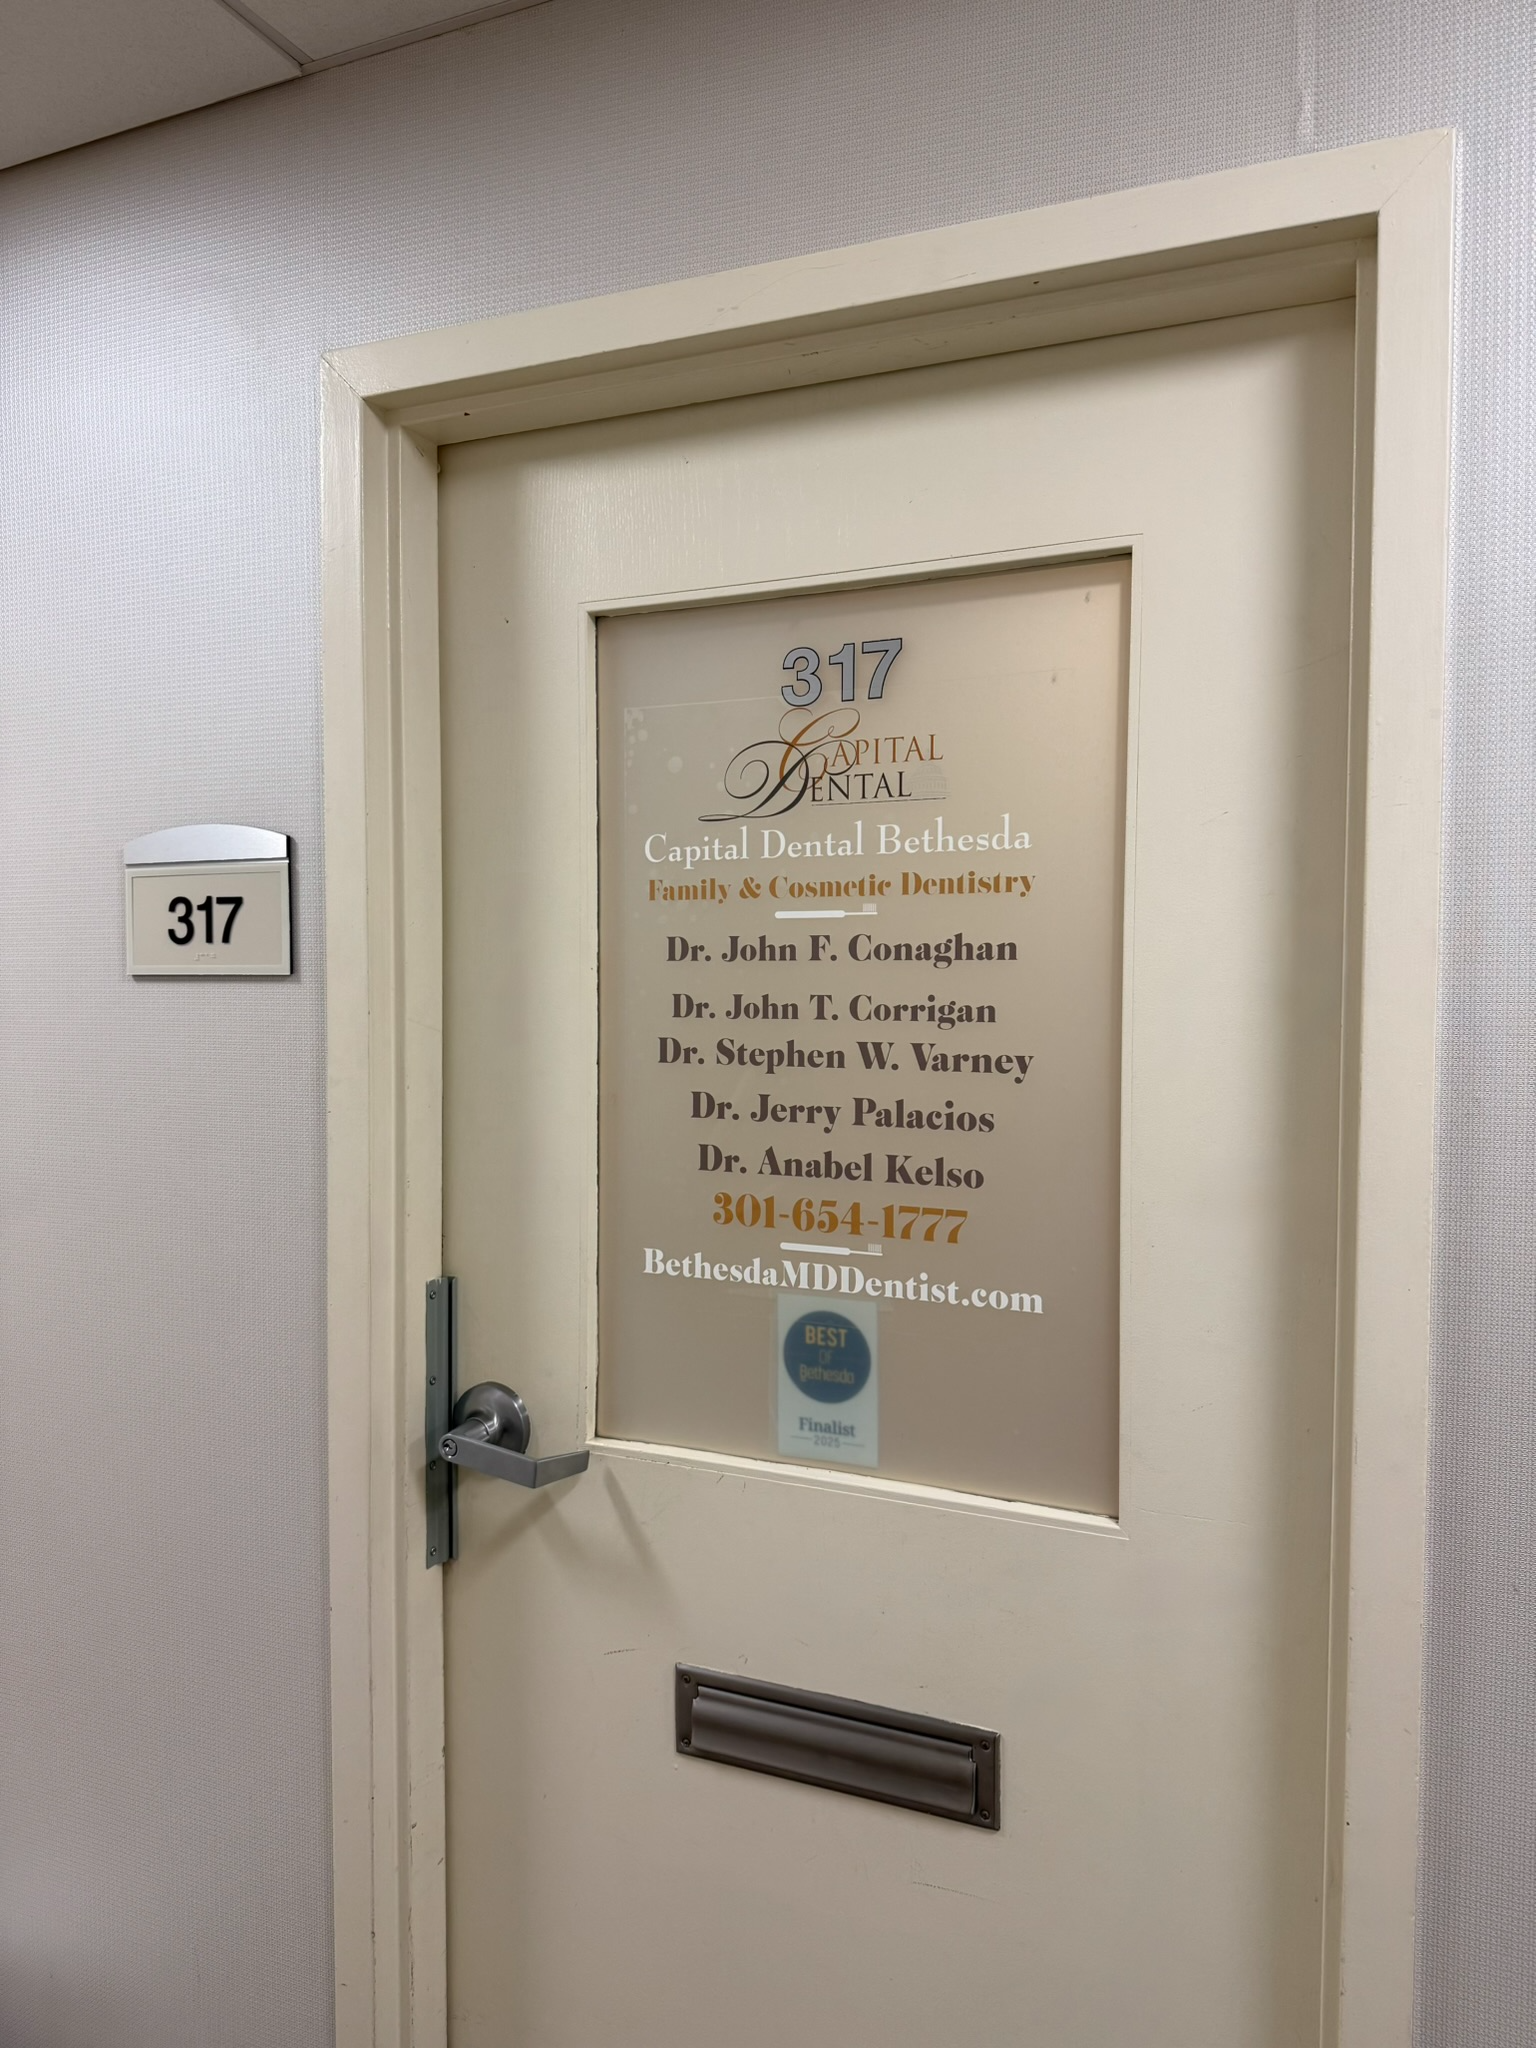 317
317
CAPITAL
DENTAL
Capital Dental Bethesda
Family & Cosmetic Dentistry
Dr. John F. Conaghan
Dr. John T. Corrigan
Dr. Stephen W. Varney
Dr. Jerry Palacios
Dr. Anabel Kelso
301-654-1777
BethesdaMDDentist.com
BEST
OF
Bethesda
Finalist
2025